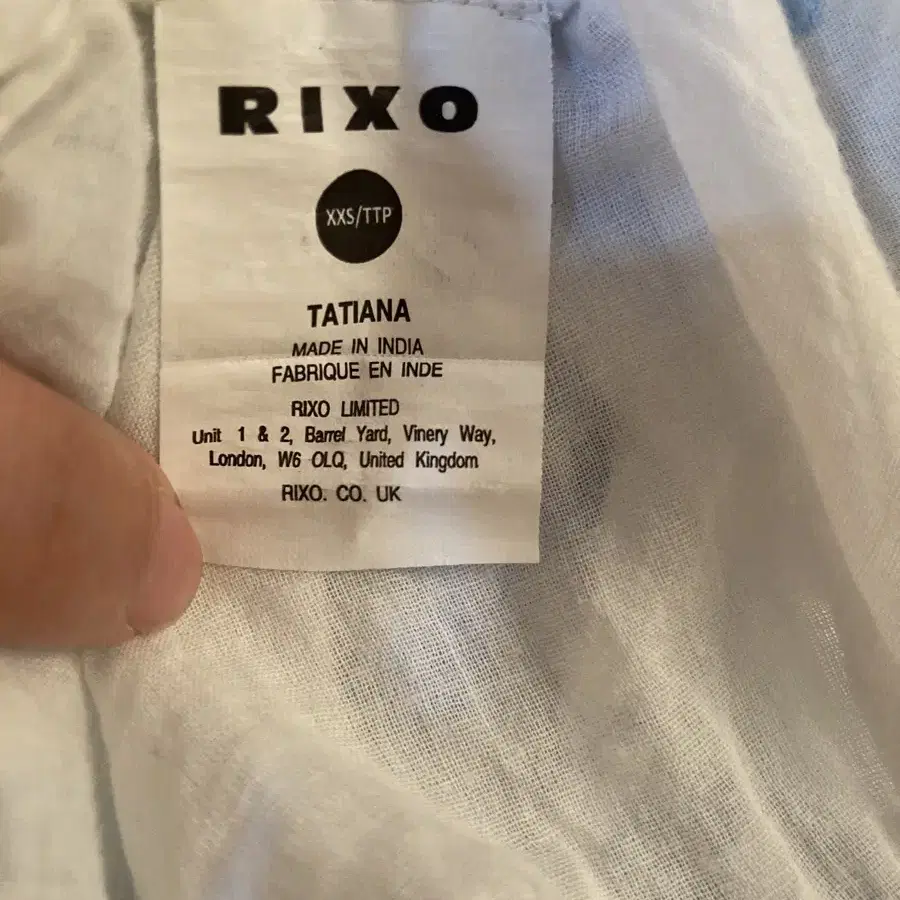 RIXO
XXS/TTP
TATIANA
MADE IN INDIA
FABRIQUE EN INDE
RIXO LIMITED
Unit 1 & 2, Barrel Yard, Vinery Way,
London, W6 OLQ, United Kingdom
RIXO. CO. UK